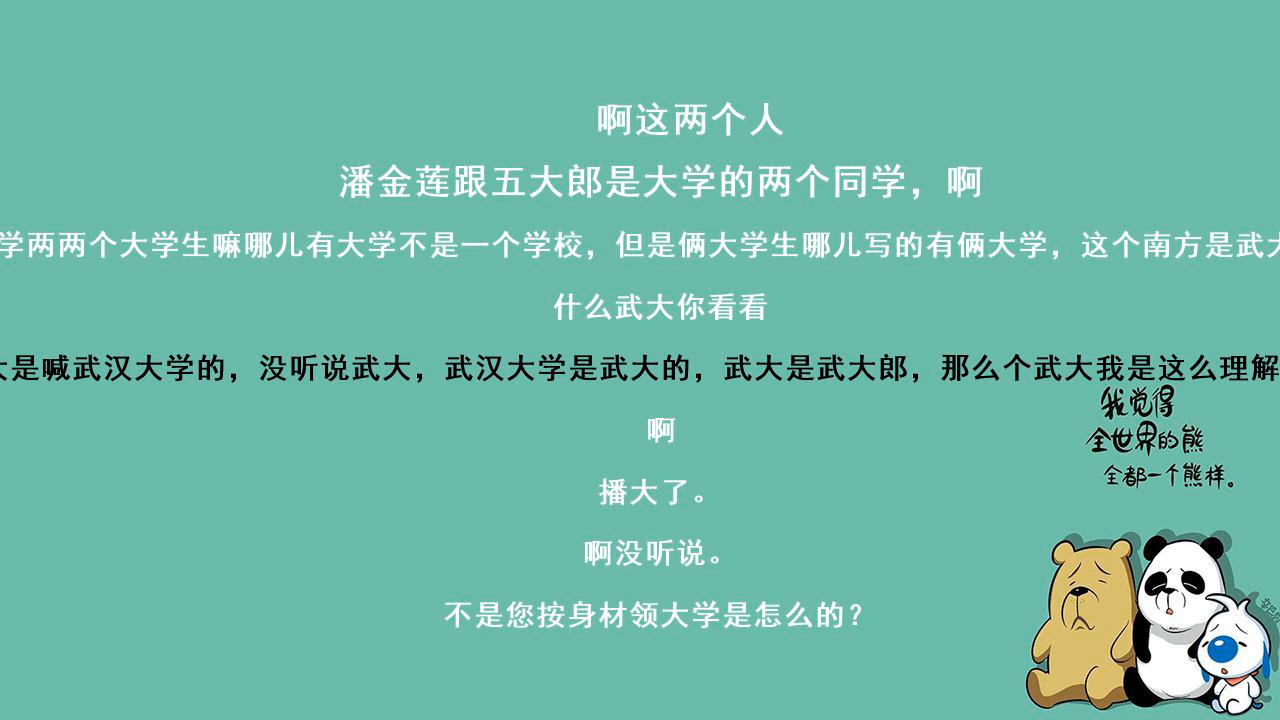 啊这两个人
潘金莲跟五大郎是大学的两个同学，啊
学两两个大学生嘛哪儿有大学不是一个学校，但是俩大学生哪儿写的有俩大学，这个南方是武大
什么武大你看看
大是喊武汉大学的，没听说武大，武汉大学是武大的，武大是武大郎，那么个武大我是这么理解
我觉得
全世界的熊
全都一个熊样。
啊
播大了。
啊没听说。
不是您按身材领大学是怎么的？